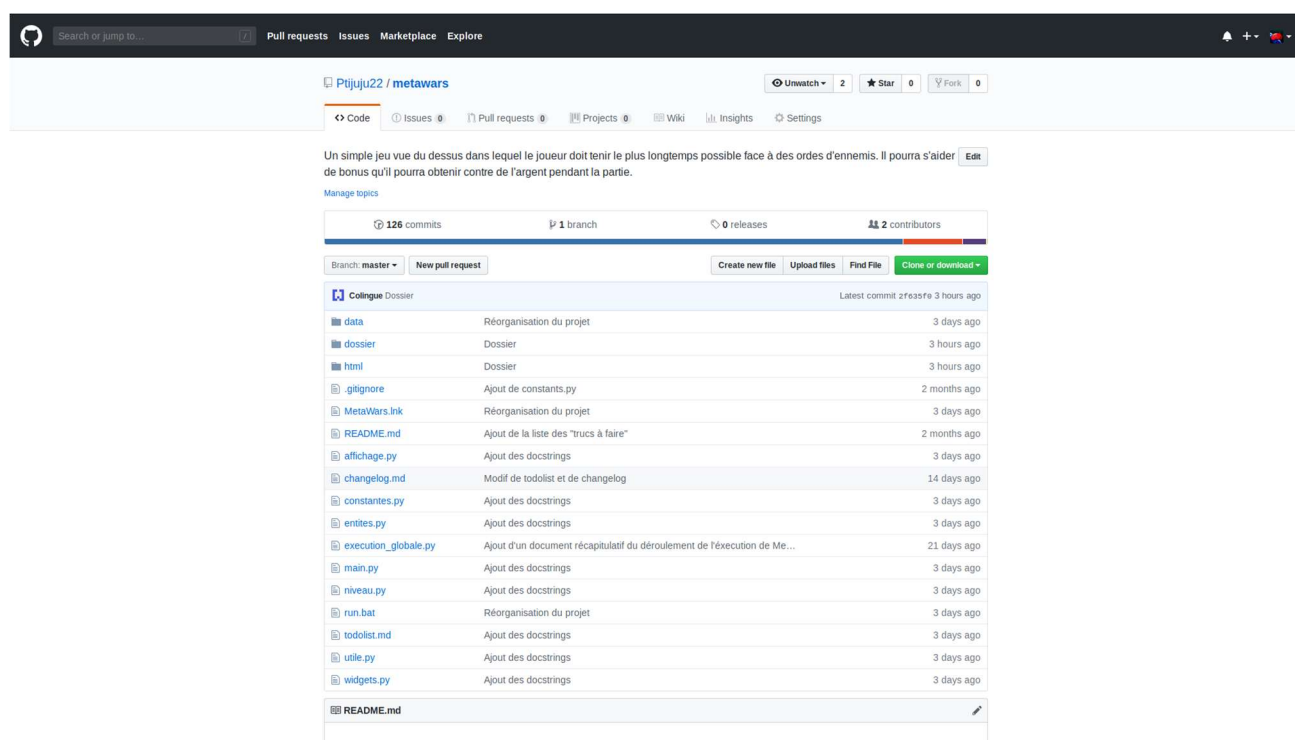 Search or jump to... / Pull requests Issues Marketplace Explore
Ptijuju22 / metawars Unwatch 2 Star 0 Fork 0
Code Issues 0 Pull requests 0 Projects 0 Wiki Insights Settings
Un simple jeu vue du dessus dans lequel le joueur doit tenir le plus longtemps possible face à des ordes d'ennemis. Il pourra s'aider Edit
de bonus qu'il pourra obtenir contre de l'argent pendant la partie.
Manage topics
126 commits 1 branch 0 releases 2 contributors
Branch: master New pull request Create new file Upload files Find File Clone or download
Colingue Dossier Latest commit 2f635f0 3 hours ago
data Réorganisation du projet 3 days ago
dossier Dossier 3 hours ago
html Dossier 3 hours ago
.gitignore Ajout de constants.py 2 months ago
MetaWars.lnk Réorganisation du projet 3 days ago
README.md Ajout de la liste des "trucs à faire" 2 months ago
affichage.py Ajout des docstrings 3 days ago
changelog.md Modif de todolist et de changelog 14 days ago
constantes.py Ajout des docstrings 3 days ago
entites.py Ajout des docstrings 3 days ago
execution_globale.py Ajout d'un document récapitulatif du déroulement de l'éxecution de Me… 21 days ago
main.py Ajout des docstrings 3 days ago
niveau.py Ajout des docstrings 3 days ago
run.bat Réorganisation du projet 3 days ago
todolist.md Ajout des docstrings 3 days ago
utile.py Ajout des docstrings 3 days ago
widgets.py Ajout des docstrings 3 days ago
README.md